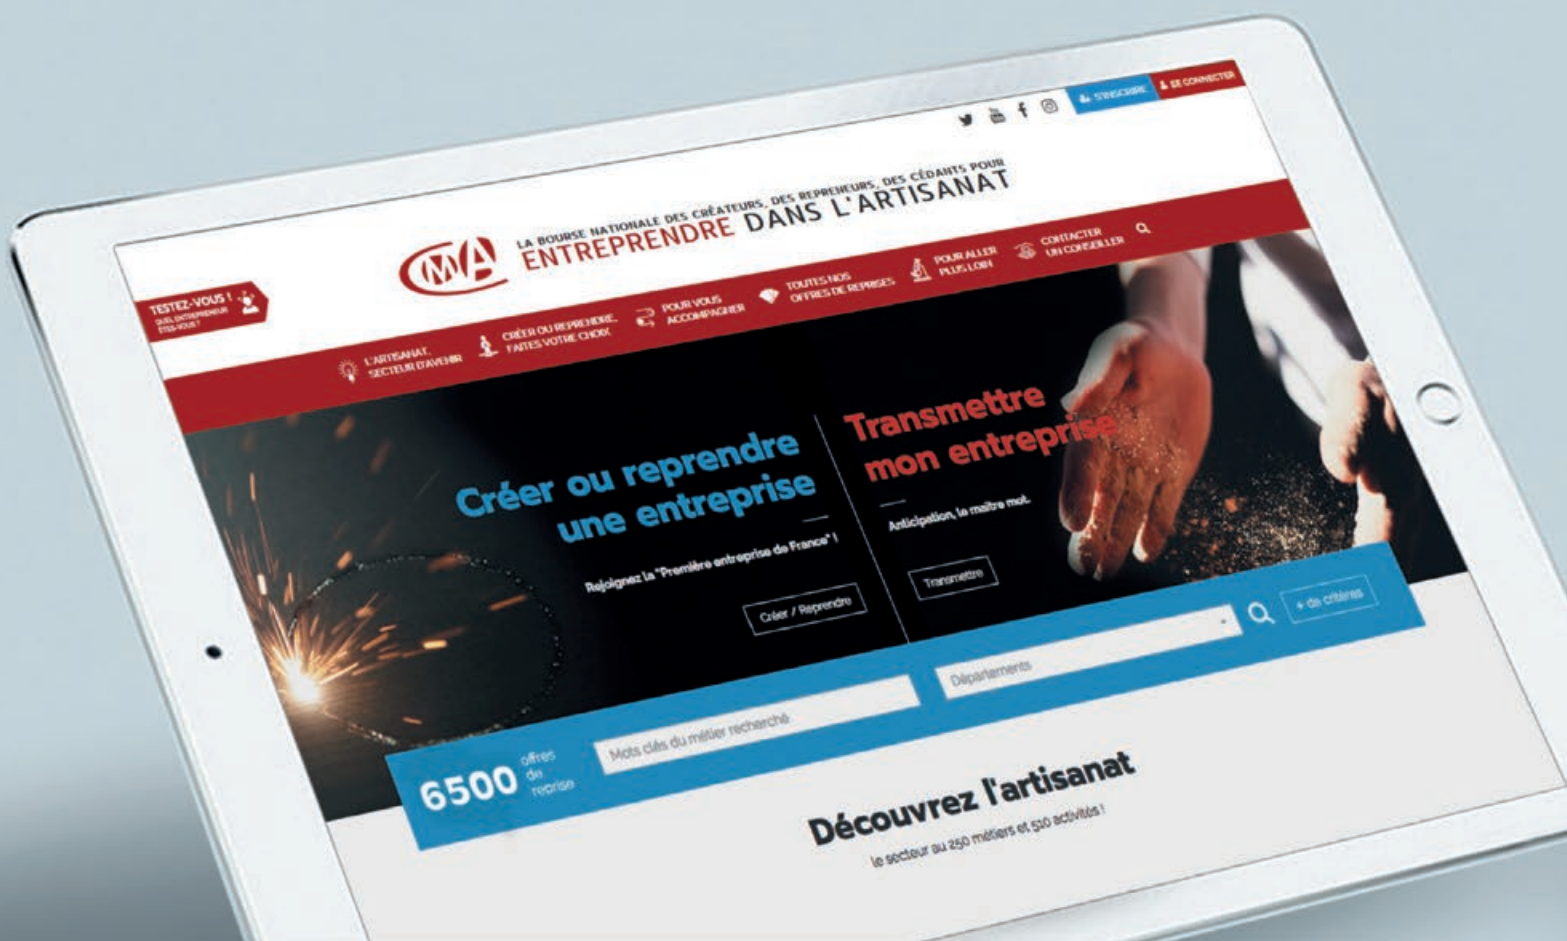 S'INSCRIRE
SE CONNECTER
LA BOURSE NATIONALE DES CRÉATEURS, DES REPRENEURS, DES CÉDANTS POUR
ENTREPRENDRE DANS L'ARTISANAT
CMA
TESTEZ-VOUS !
QUEL ENTREPRENEUR
ÊTES-VOUS ?
L'ARTISANAT,
SECTEUR D'AVENIR
CRÉER OU REPRENDRE,
FAITES VOTRE CHOIX
POUR VOUS
ACCOMPAGNER
TOUTES NOS
OFFRES DE REPRISES
POUR ALLER
PLUS LOIN
CONTACTER
UN CONSEILLER
Créer ou reprendre
une entreprise
Rejoignez la "Première entreprise de France" !
Créer / Reprendre
Transmettre
mon entreprise
Anticipation, le maître mot.
Transmettre
6500 offres
de
reprise
Mots clés du métier recherché
Départements
+ de critères
Découvrez l'artisanat
le secteur au 250 métiers et 510 activités !